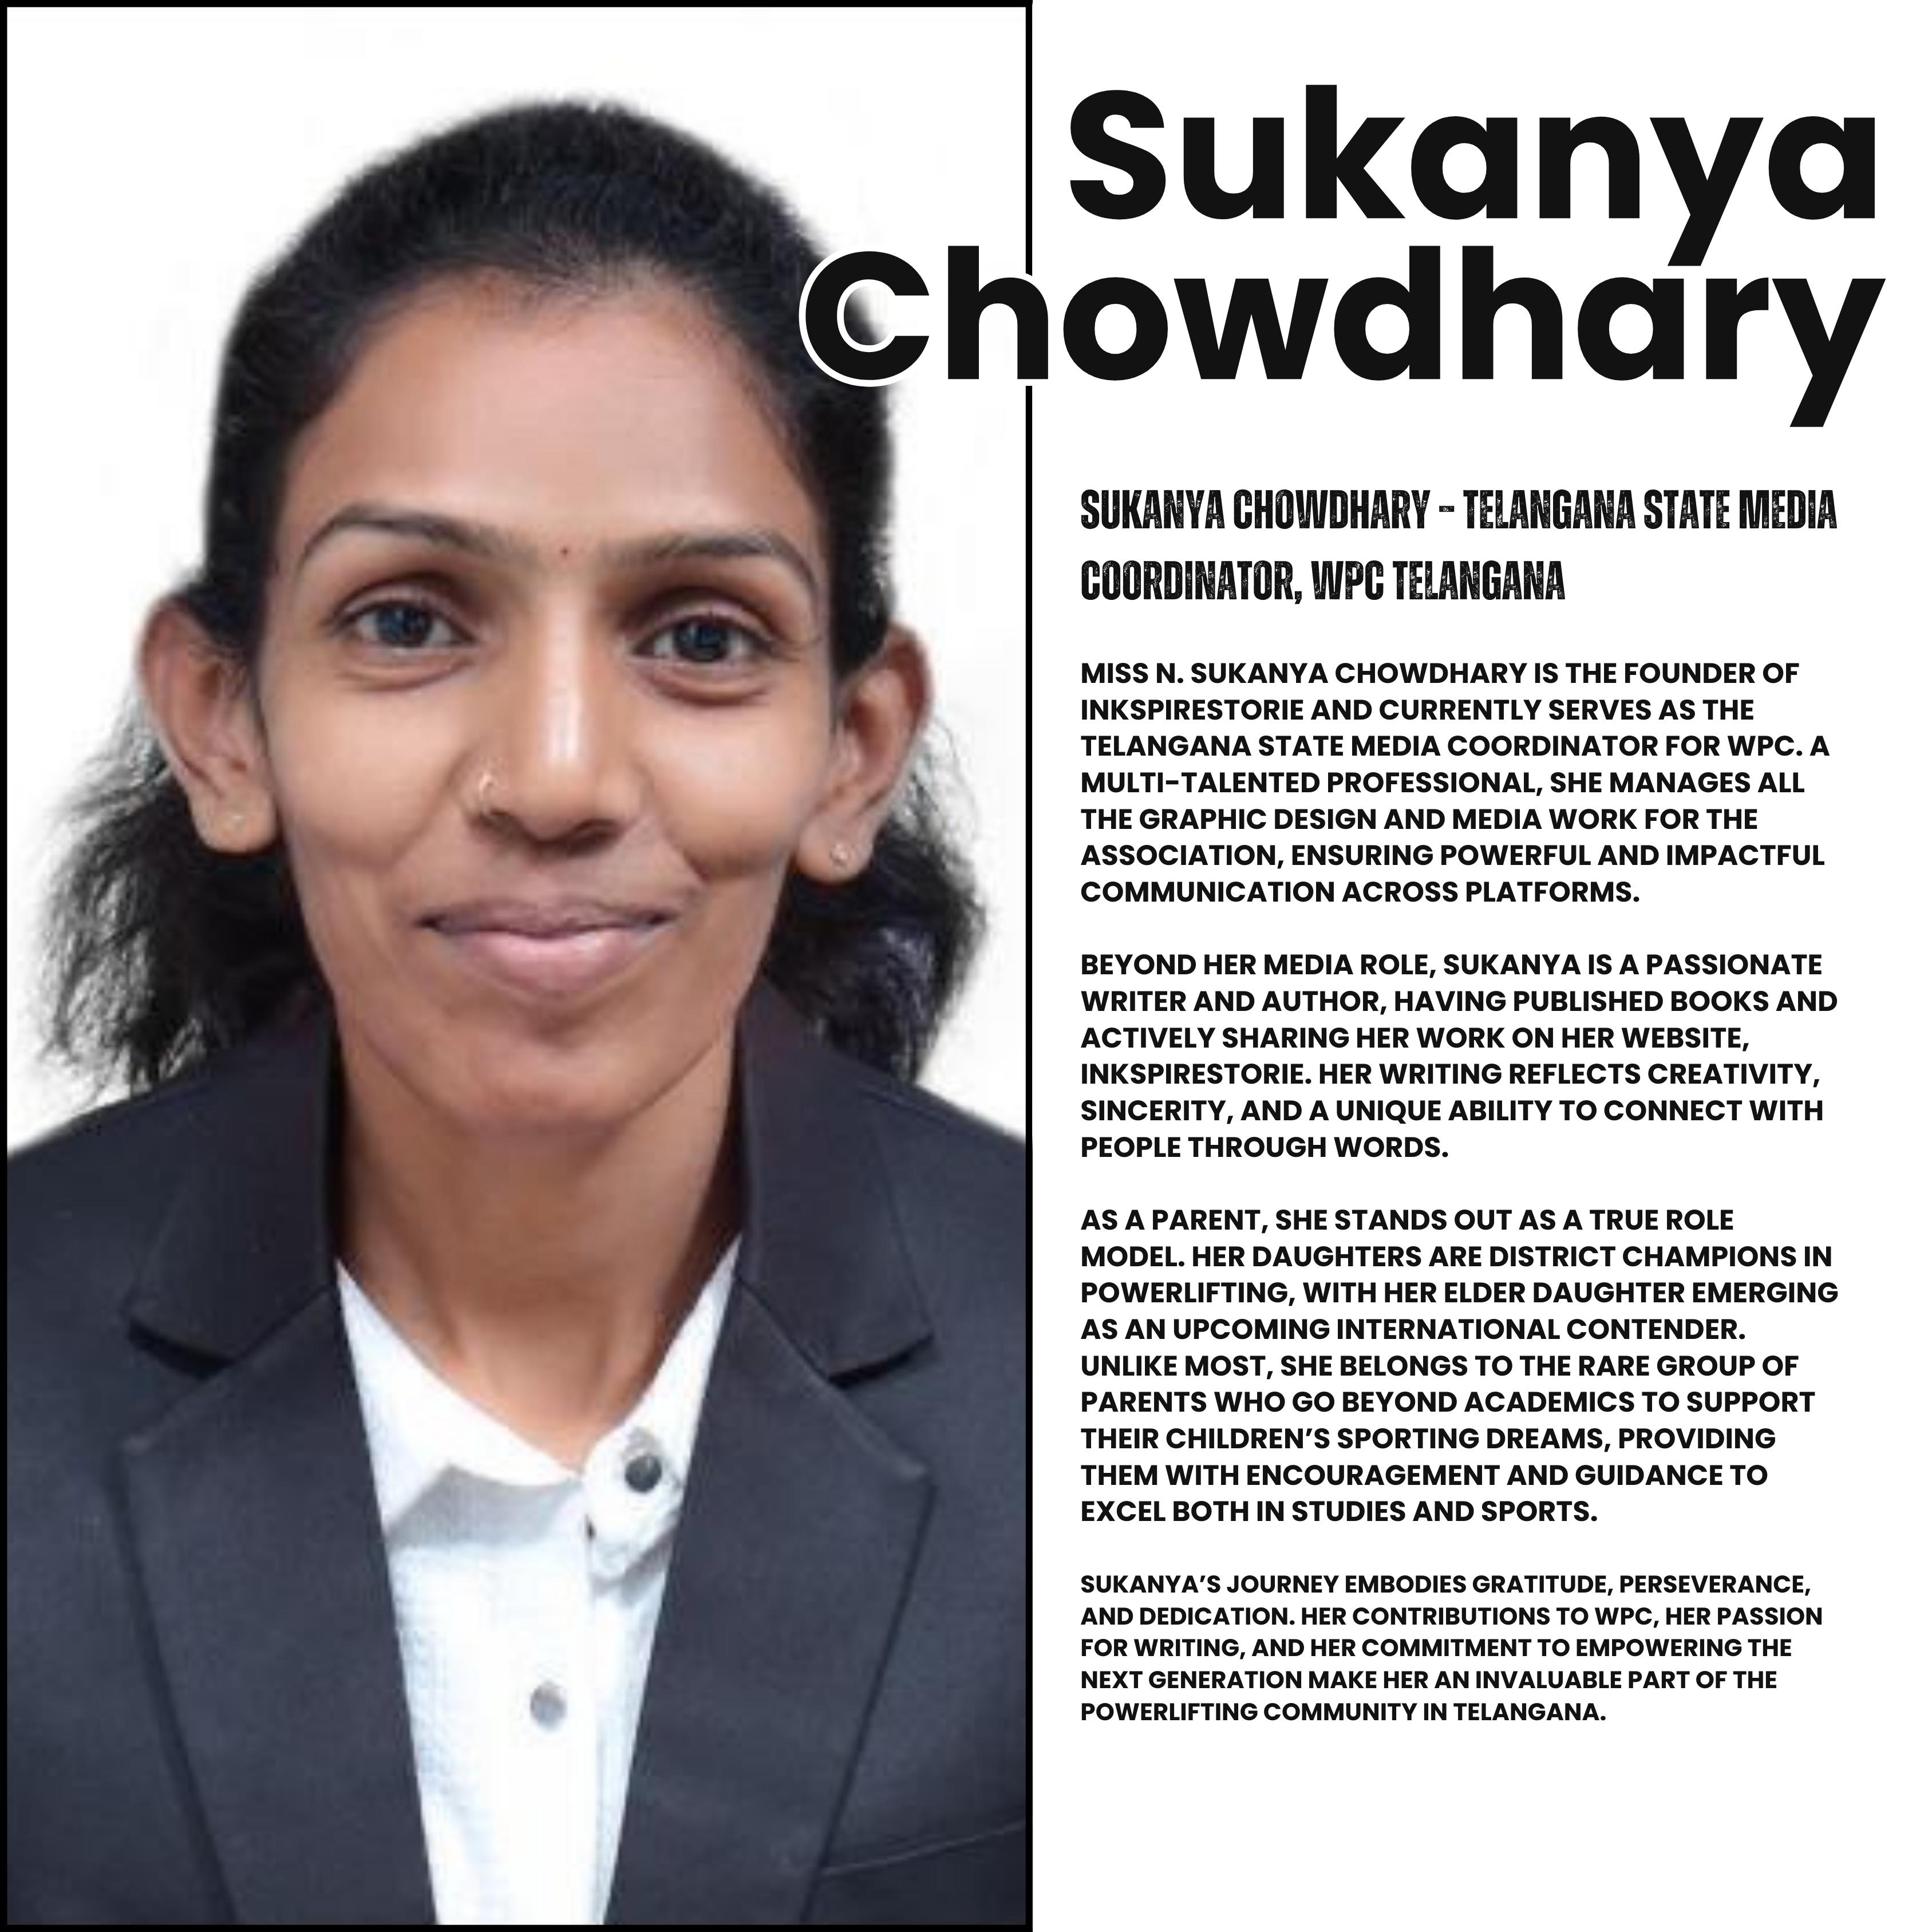 Sukanya
Chowdhary
SUKANYA CHOWDHARY - TELANGANA STATE MEDIA
COORDINATOR, WPC TELANGANA
MISS N. SUKANYA CHOWDHARY IS THE FOUNDER OF
INKSPIRESTORIE AND CURRENTLY SERVES AS THE
TELANGANA STATE MEDIA COORDINATOR FOR WPC. A
MULTI-TALENTED PROFESSIONAL, SHE MANAGES ALL
THE GRAPHIC DESIGN AND MEDIA WORK FOR THE
ASSOCIATION, ENSURING POWERFUL AND IMPACTFUL
COMMUNICATION ACROSS PLATFORMS.
BEYOND HER MEDIA ROLE, SUKANYA IS A PASSIONATE
WRITER AND AUTHOR, HAVING PUBLISHED BOOKS AND
ACTIVELY SHARING HER WORK ON HER WEBSITE,
INKSPIRESTORIE. HER WRITING REFLECTS CREATIVITY,
SINCERITY, AND A UNIQUE ABILITY TO CONNECT WITH
PEOPLE THROUGH WORDS.
AS A PARENT, SHE STANDS OUT AS A TRUE ROLE
MODEL. HER DAUGHTERS ARE DISTRICT CHAMPIONS IN
POWERLIFTING, WITH HER ELDER DAUGHTER EMERGING
AS AN UPCOMING INTERNATIONAL CONTENDER.
UNLIKE MOST, SHE BELONGS TO THE RARE GROUP OF
PARENTS WHO GO BEYOND ACADEMICS TO SUPPORT
THEIR CHILDREN’S SPORTING DREAMS, PROVIDING
THEM WITH ENCOURAGEMENT AND GUIDANCE TO
EXCEL BOTH IN STUDIES AND SPORTS.
SUKANYA’S JOURNEY EMBODIES GRATITUDE, PERSEVERANCE,
AND DEDICATION. HER CONTRIBUTIONS TO WPC, HER PASSION
FOR WRITING, AND HER COMMITMENT TO EMPOWERING THE
NEXT GENERATION MAKE HER AN INVALUABLE PART OF THE
POWERLIFTING COMMUNITY IN TELANGANA.